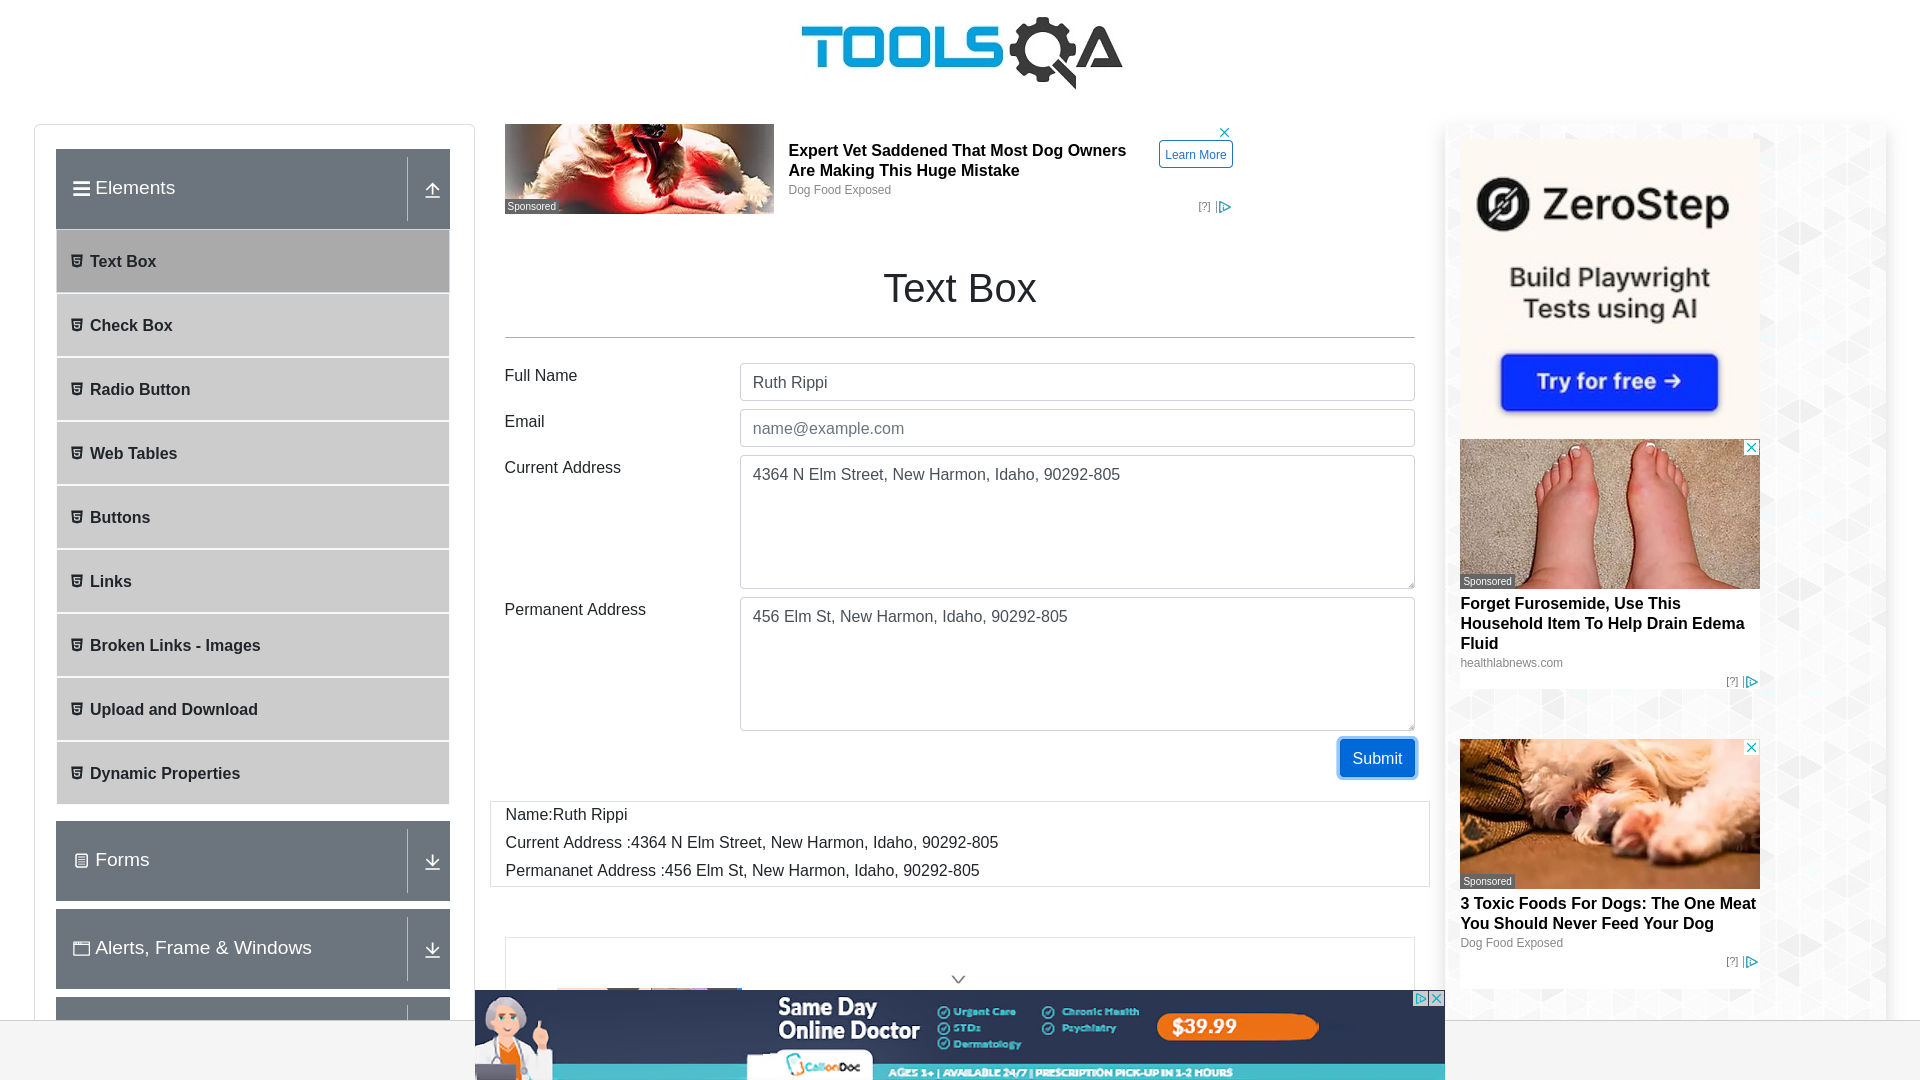 TOOLSQA
Elements
Text Box
Check Box
Radio Button
Web Tables
Buttons
Links
Broken Links - Images
Upload and Download
Dynamic Properties
Forms
Alerts, Frame & Windows
Sponsored
Expert Vet Saddened That Most Dog Owners
Are Making This Huge Mistake
Dog Food Exposed
Learn More
[?]
Text Box
Full Name
Ruth Rippi
Email
name@example.com
Current Address
4364 N Elm Street, New Harmon, Idaho, 90292-805
Permanent Address
456 Elm St, New Harmon, Idaho, 90292-805
Submit
Name:Ruth Rippi
Current Address :4364 N Elm Street, New Harmon, Idaho, 90292-805
Permananet Address :456 Elm St, New Harmon, Idaho, 90292-805
ZeroStep
Build Playwright
Tests using AI
Try for free →
Sponsored
Forget Furosemide, Use This
Household Item To Help Drain Edema
Fluid
healthlabnews.com
[?]
Sponsored
3 Toxic Foods For Dogs: The One Meat
You Should Never Feed Your Dog
Dog Food Exposed
[?]
Same Day
Online Doctor
Urgent Care
STDs
Dermatology
Chronic Health
Psychiatry
$39.99
CallonDoc
AGES 1+ | AVAILABLE 24/7 | PRESCRIPTION PICK-UP IN 1-2 HOURS